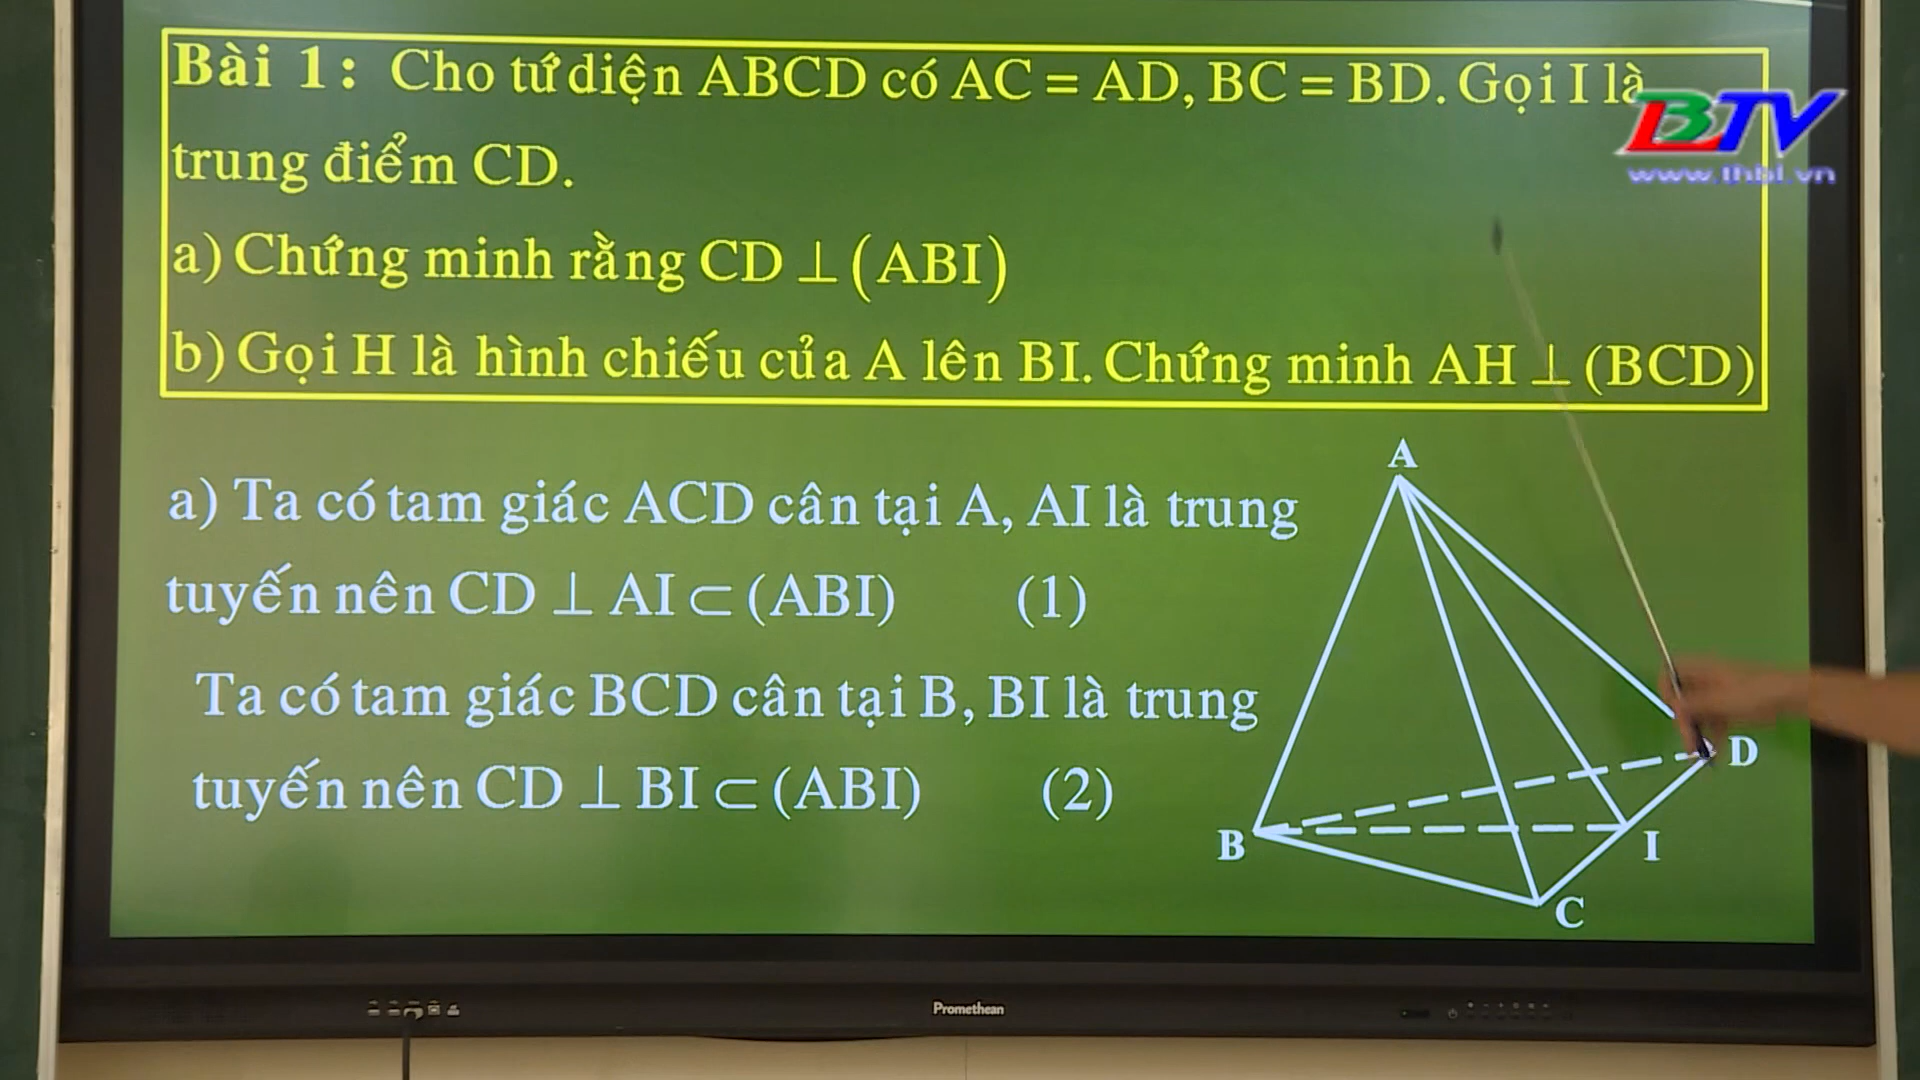 Bài 1: Cho tứ diện ABCD có AC = AD, BC = BD. Gọi I là
trung điểm CD.
a) Chứng minh rằng CD ⊥ (ABI)
b) Gọi H là hình chiếu của A lên BI. Chứng minh AH ⊥ (BCD)
BTV
www.thbt.vn
a) Ta có tam giác ACD cân tại A, AI là trung
tuyến nên CD ⊥ AI ⊂ (ABI) (1)
Ta có tam giác BCD cân tại B, BI là trung
tuyến nên CD ⊥ BI ⊂ (ABI) (2)
A
D
B
I
C
Promethean